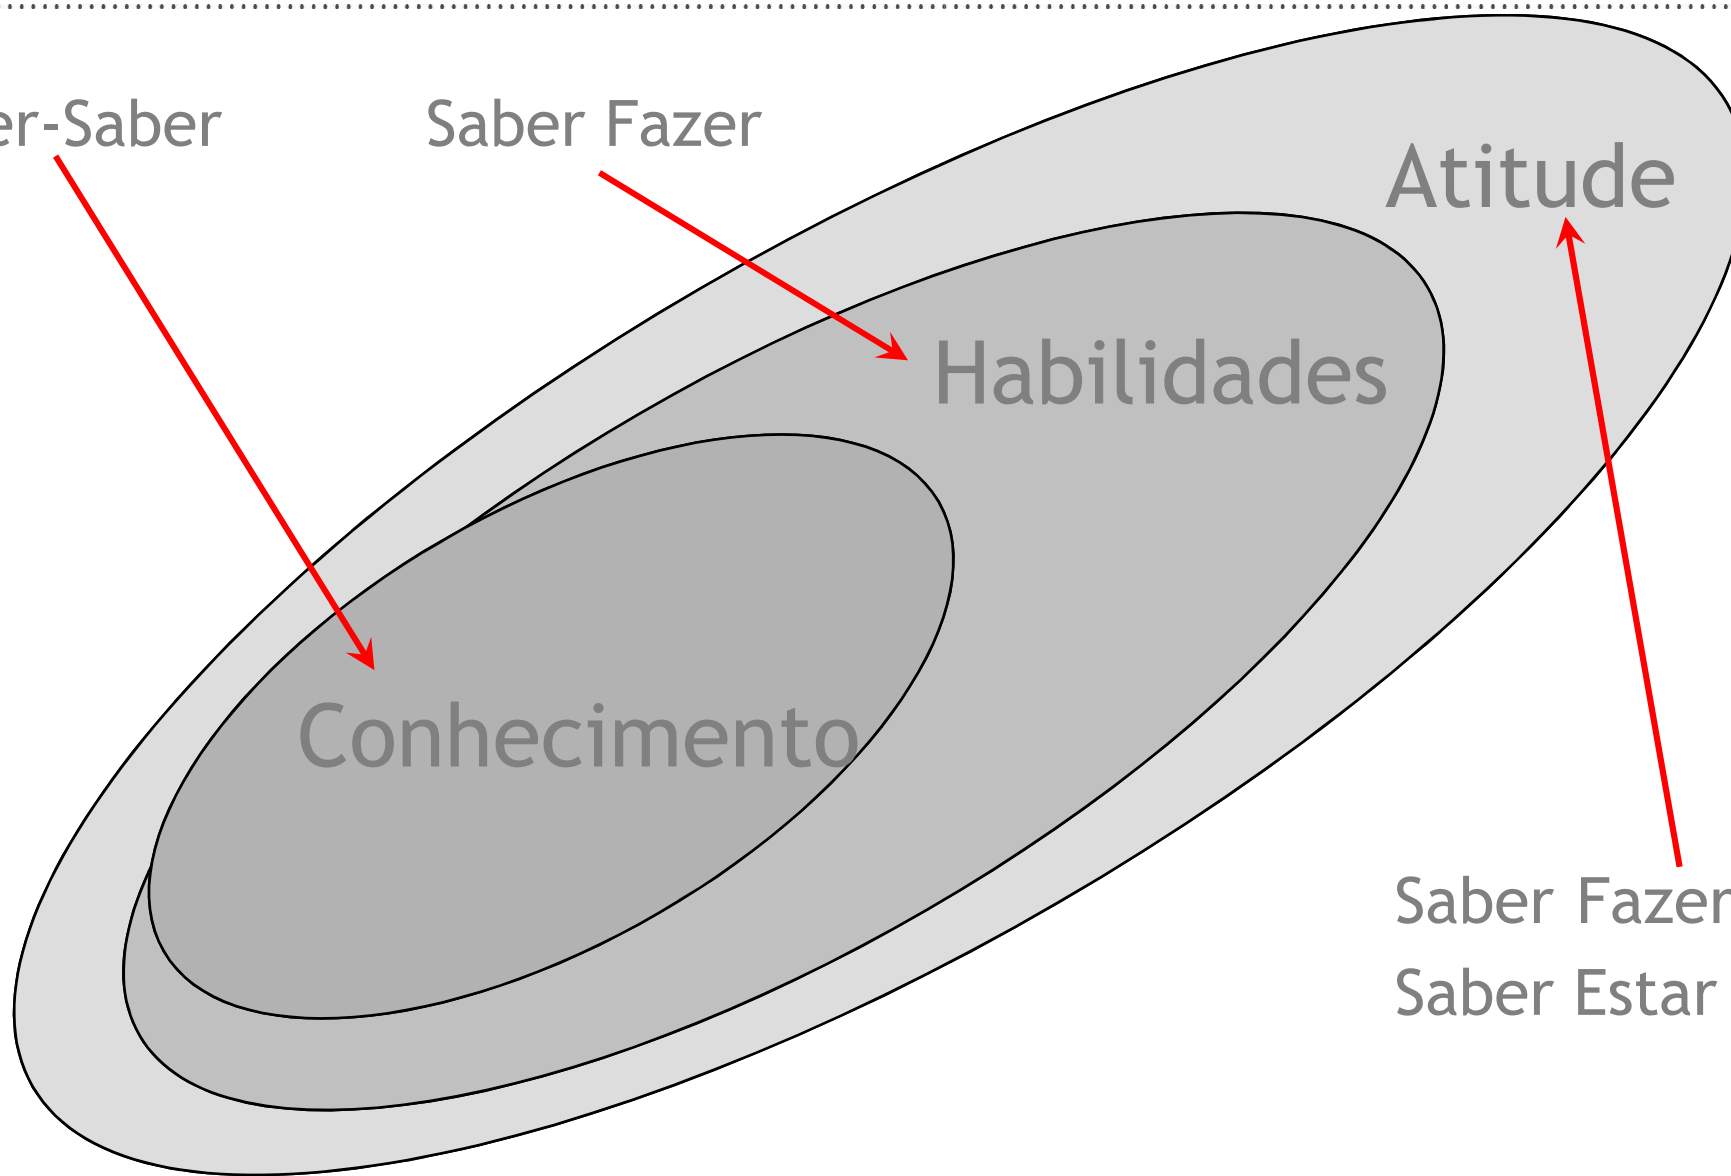 er-Saber
Saber Fazer
Atitude
Habilidades
Conhecimento
Saber Fazer
Saber Estar